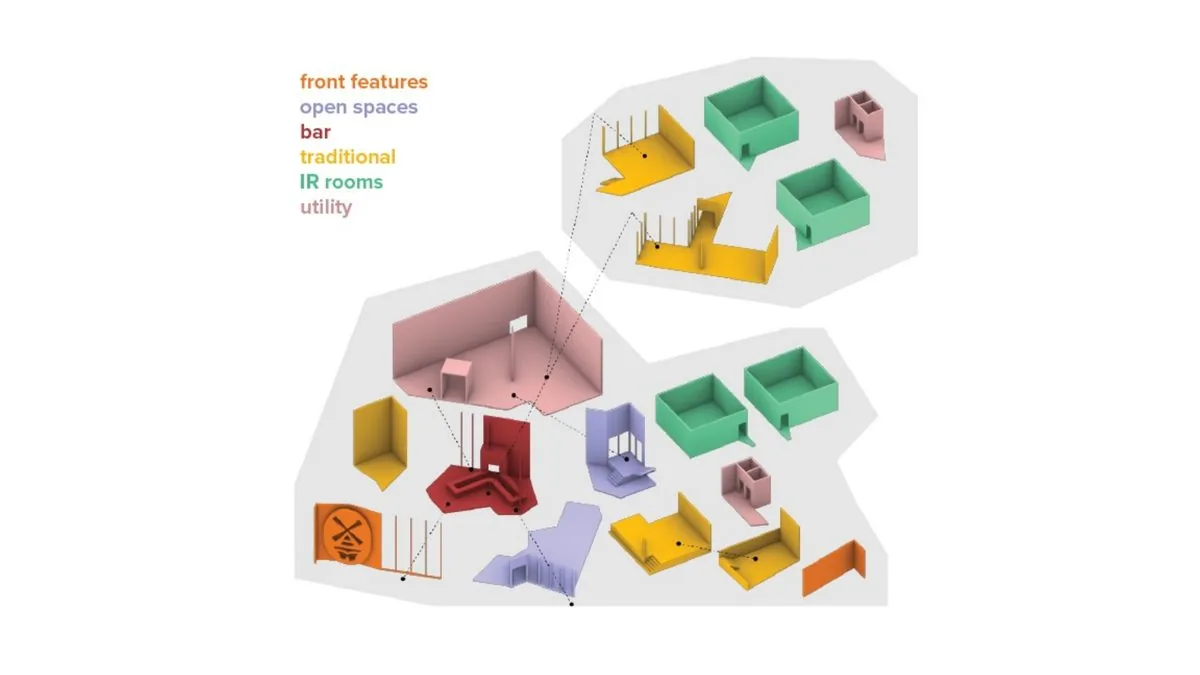 front features
open spaces
bar
traditional
IR rooms
utility